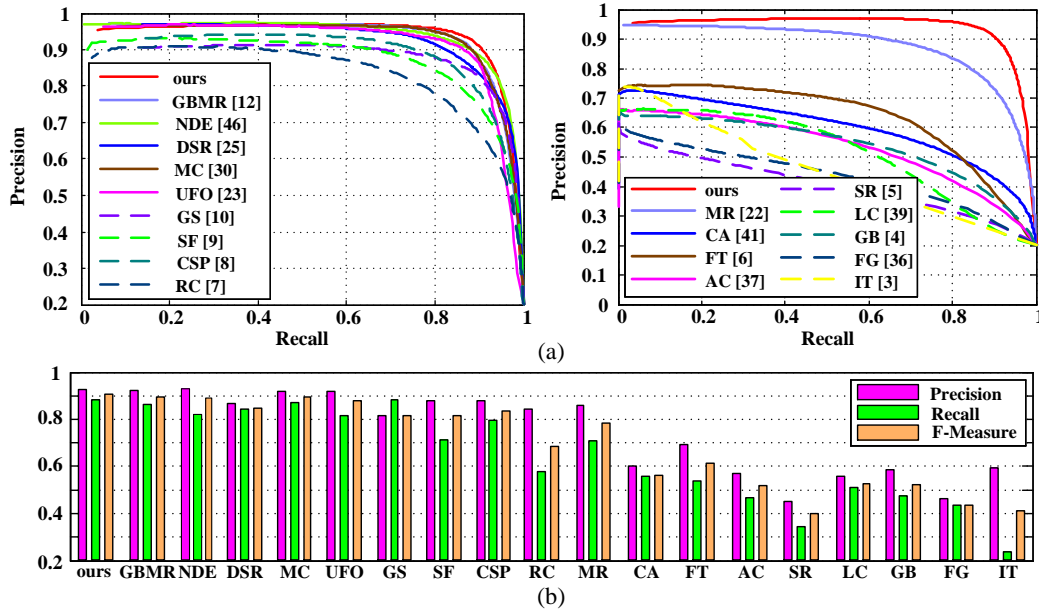 1
0.9
0.8
0.7
0.6
0.5
0.4
0.3
0.2
Precision
0
0.2
0.4
0.6
0.8
1
Recall
ours
GBMR [12]
NDE [46]
DSR [25]
MC [30]
UFO [23]
GS [10]
SF [9]
CSP [8]
RC [7]
1
0.9
0.8
0.7
0.6
0.5
0.4
0.3
0.2
0.1
0
Precision
0
0.2
0.4
0.6
0.8
1
Recall
ours
MR [22]
CA [41]
FT [6]
AC [37]
SR [5]
LC [39]
GB [4]
FG [36]
IT [3]
(a)
1
0.8
0.6
0.4
0.2
Precision
Recall
F-Measure
ours GBMR NDE DSR MC UFO GS SF CSP RC MR CA FT AC SR LC GB FG IT
(b)